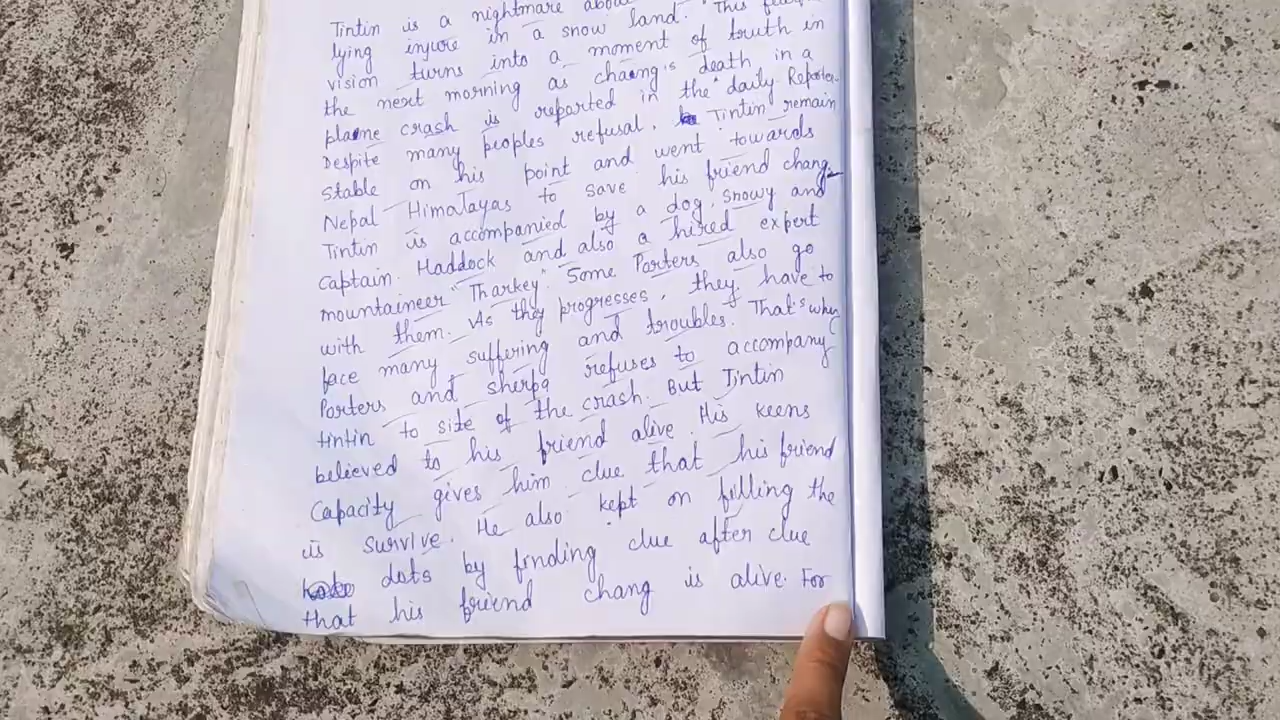 Tintin is a nightmare about
lying injure in a snow land. This
vision turns into a moment of truth in
the next morning as chaing's death in a
plane crash is reported in the "daily Reporter.
Despite many peoples refusal, Tintin remain
stable on his point and went towards
Nepal Himalayas to save his friend chang
Tintin is accompanied by a dog, Snowy and
Captain. Haddock and also a hired expert
mountaineer "Tharkey". Some Porters also go
with them. As they progresses, they have to
face many suffering and troubles. That's why
Porters and sherpa refuses to accompany
tintin to site of the crash. But Tintin
believed to his friend alive. His keens
Capacity gives him clue that his friend
is survive. He also kept on filling the
dots by finding clue after clue
that his friend chang is alive. For